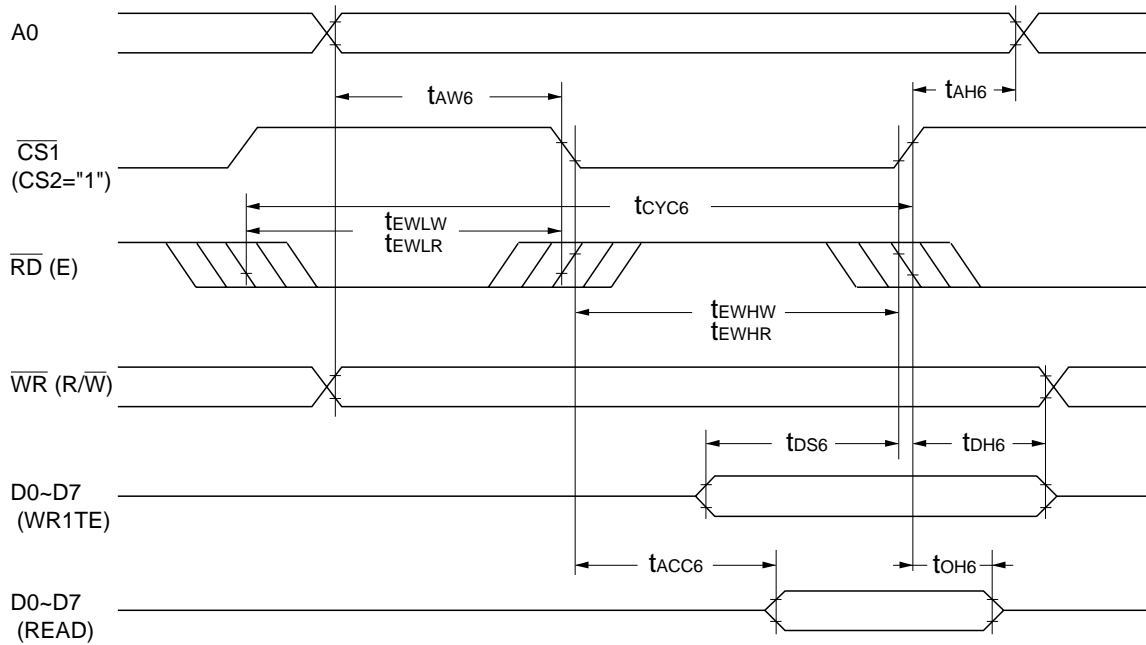 A0
tAW6
tAH6
CS1
(CS2="1")
tCYC6
tEWLW
tEWLR
RD (E)
tEWHW
tEWHR
WR (R/W)
tDS6
tDH6
D0~D7
(WR1TE)
tACC6
tOH6
D0~D7
(READ)